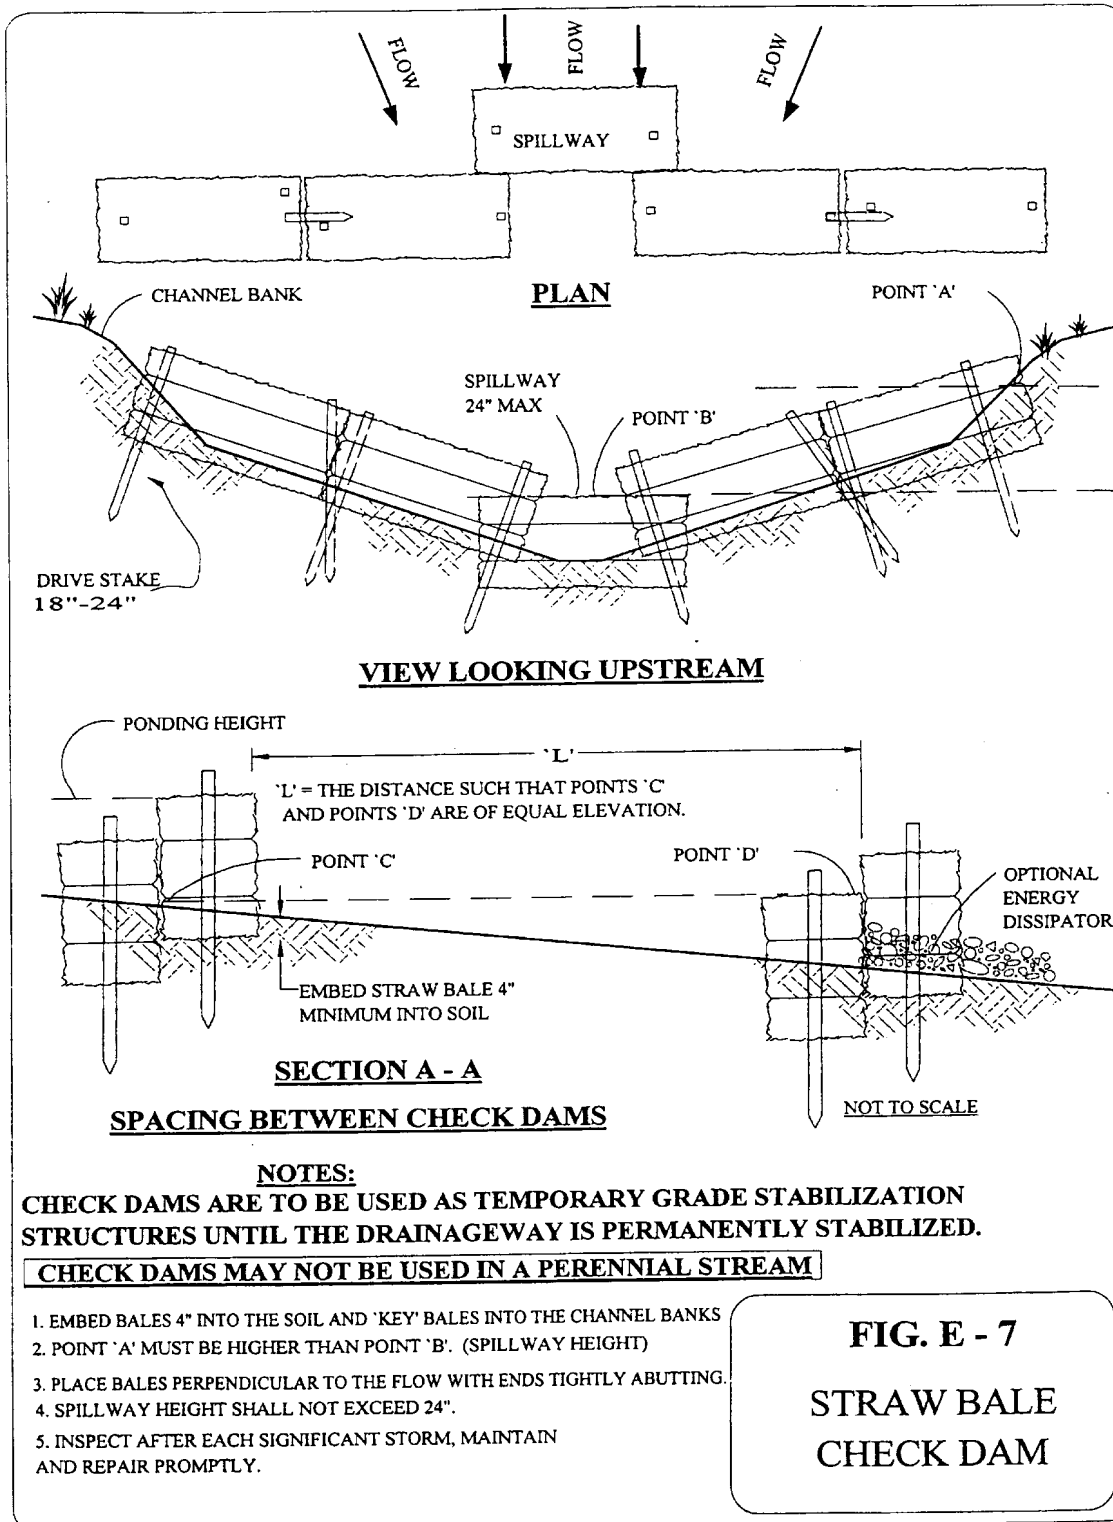 FLOW
FLOW
FLOW
SPILLWAY
PLAN
CHANNEL BANK
POINT 'A'
SPILLWAY
24" MAX
POINT 'B'
DRIVE STAKE
18"-24"
VIEW LOOKING UPSTREAM
PONDING HEIGHT
'L'
'L' = THE DISTANCE SUCH THAT POINTS 'C'
AND POINTS 'D' ARE OF EQUAL ELEVATION.
POINT 'C'
POINT 'D'
OPTIONAL
ENERGY
DISSIPATOR
EMBED STRAW BALE 4"
MINIMUM INTO SOIL
SECTION A - A
SPACING BETWEEN CHECK DAMS
NOT TO SCALE
NOTES:
CHECK DAMS ARE TO BE USED AS TEMPORARY GRADE STABILIZATION
STRUCTURES UNTIL THE DRAINAGEWAY IS PERMANENTLY STABILIZED.
CHECK DAMS MAY NOT BE USED IN A PERENNIAL STREAM
1. EMBED BALES 4" INTO THE SOIL AND 'KEY' BALES INTO THE CHANNEL BANKS
2. POINT 'A' MUST BE HIGHER THAN POINT 'B'. (SPILLWAY HEIGHT)
3. PLACE BALES PERPENDICULAR TO THE FLOW WITH ENDS TIGHTLY ABUTTING.
4. SPILLWAY HEIGHT SHALL NOT EXCEED 24".
5. INSPECT AFTER EACH SIGNIFICANT STORM, MAINTAIN
AND REPAIR PROMPTLY.
FIG. E - 7
STRAW BALE
CHECK DAM